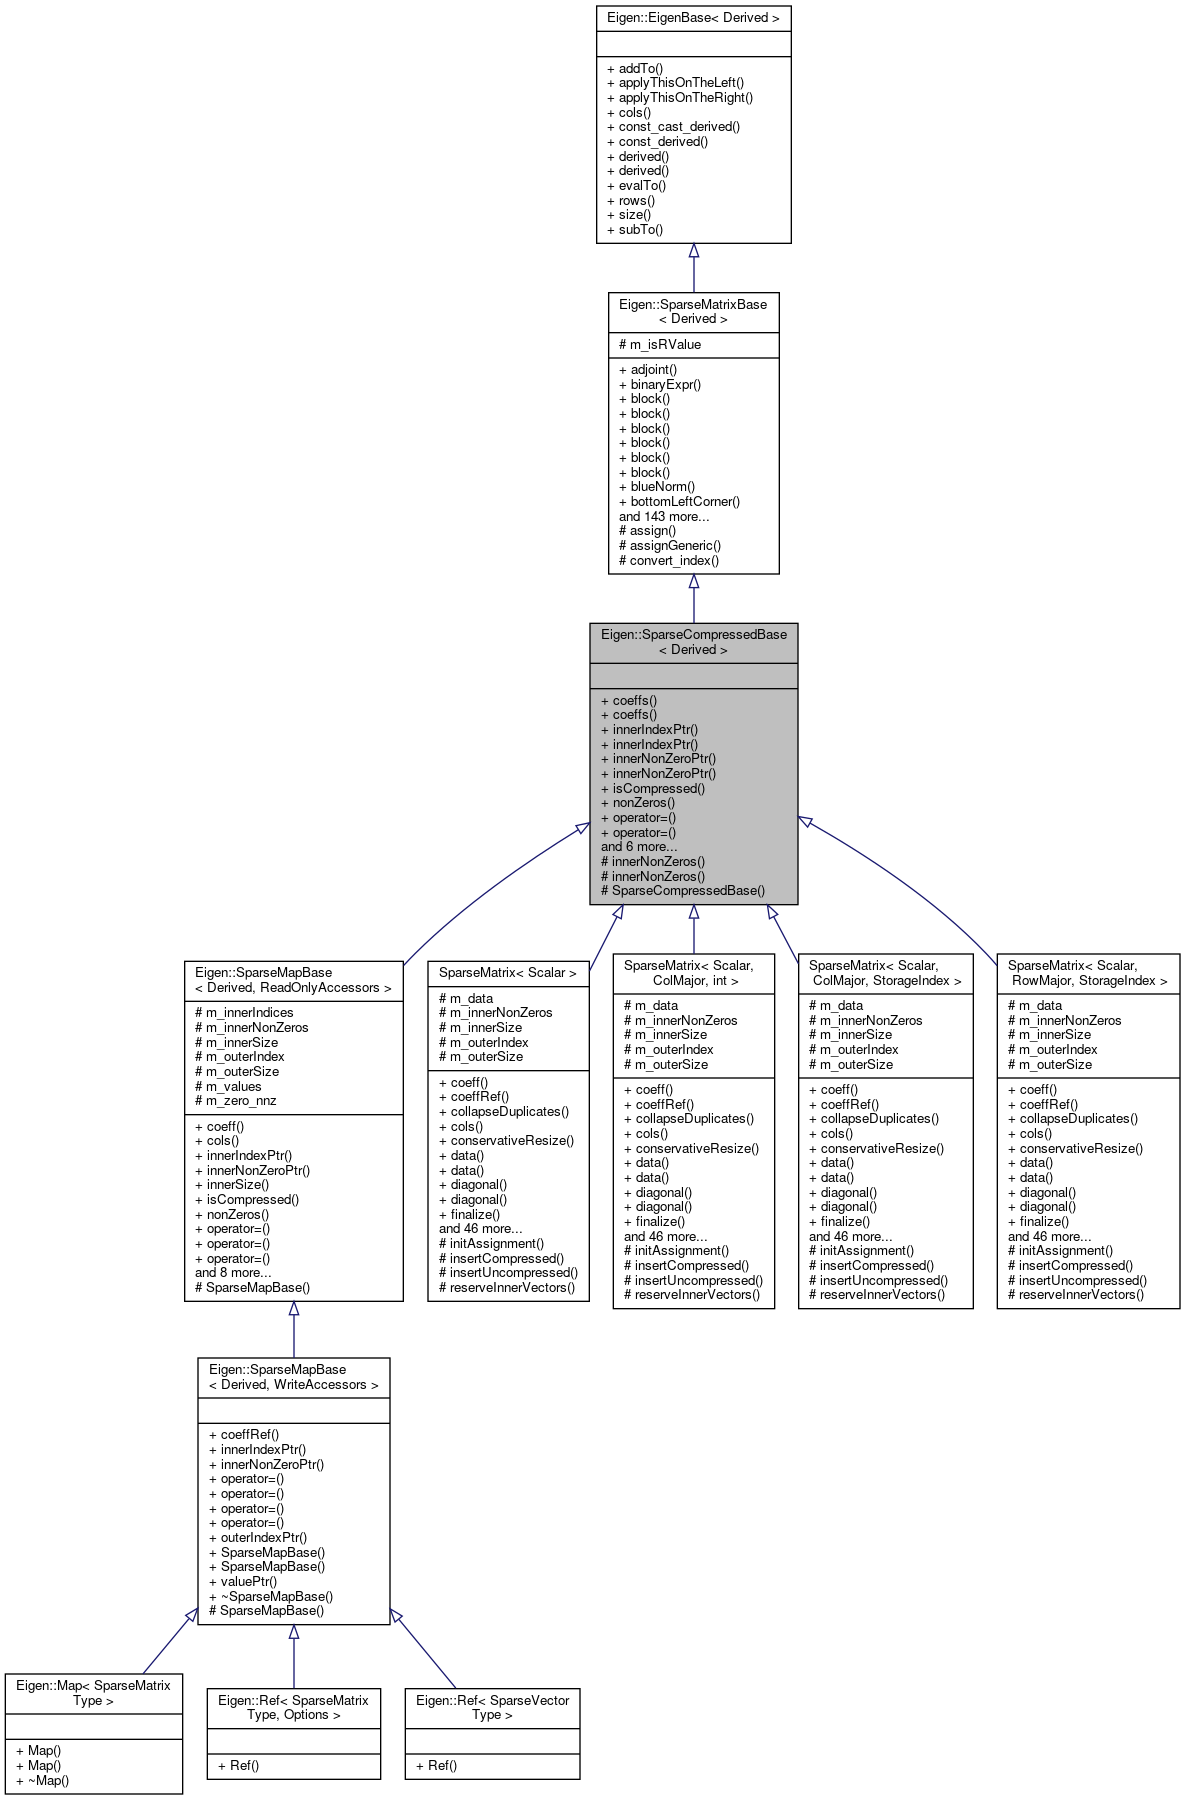 Eigen::EigenBase< Derived >
+ addTo()
+ applyThisOnTheLeft()
+ applyThisOnTheRight()
+ cols()
+ const_cast_derived()
+ const_derived()
+ derived()
+ derived()
+ evalTo()
+ rows()
+ size()
+ subTo()
Eigen::SparseMatrixBase
< Derived >
# m_isRValue
+ adjoint()
+ binaryExpr()
+ block()
+ block()
+ block()
+ block()
+ block()
+ block()
+ blueNorm()
+ bottomLeftCorner()
and 143 more...
# assign()
# assignGeneric()
# convert_index()
Eigen::SparseCompressedBase
< Derived >
+ coeffs()
+ coeffs()
+ innerIndexPtr()
+ innerIndexPtr()
+ innerNonZeroPtr()
+ innerNonZeroPtr()
+ isCompressed()
+ nonZeros()
+ operator=()
+ operator=()
and 6 more...
# innerNonZeros()
# innerNonZeros()
# SparseCompressedBase()
Eigen::SparseMapBase
< Derived, ReadOnlyAccessors >
# m_innerIndices
# m_innerNonZeros
# m_innerSize
# m_outerIndex
# m_outerSize
# m_values
# m_zero_nnz
+ coeff()
+ cols()
+ innerIndexPtr()
+ innerNonZeroPtr()
+ innerSize()
+ isCompressed()
+ nonZeros()
+ operator=()
+ operator=()
+ operator=()
and 8 more...
# SparseMapBase()
SparseMatrix< Scalar >
# m_data
# m_innerNonZeros
# m_innerSize
# m_outerIndex
# m_outerSize
+ coeff()
+ coeffRef()
+ collapseDuplicates()
+ cols()
+ conservativeResize()
+ data()
+ data()
+ diagonal()
+ diagonal()
+ finalize()
and 46 more...
# initAssignment()
# insertCompressed()
# insertUncompressed()
# reserveInnerVectors()
SparseMatrix< Scalar,
ColMajor, int >
# m_data
# m_innerNonZeros
# m_innerSize
# m_outerIndex
# m_outerSize
+ coeff()
+ coeffRef()
+ collapseDuplicates()
+ cols()
+ conservativeResize()
+ data()
+ data()
+ diagonal()
+ diagonal()
+ finalize()
and 46 more...
# initAssignment()
# insertCompressed()
# insertUncompressed()
# reserveInnerVectors()
SparseMatrix< Scalar,
ColMajor, StorageIndex >
# m_data
# m_innerNonZeros
# m_innerSize
# m_outerIndex
# m_outerSize
+ coeff()
+ coeffRef()
+ collapseDuplicates()
+ cols()
+ conservativeResize()
+ data()
+ data()
+ diagonal()
+ diagonal()
+ finalize()
and 46 more...
# initAssignment()
# insertCompressed()
# insertUncompressed()
# reserveInnerVectors()
SparseMatrix< Scalar,
RowMajor, StorageIndex >
# m_data
# m_innerNonZeros
# m_innerSize
# m_outerIndex
# m_outerSize
+ coeff()
+ coeffRef()
+ collapseDuplicates()
+ cols()
+ conservativeResize()
+ data()
+ data()
+ diagonal()
+ diagonal()
+ finalize()
and 46 more...
# initAssignment()
# insertCompressed()
# insertUncompressed()
# reserveInnerVectors()
Eigen::SparseMapBase
< Derived, WriteAccessors >
+ coeffRef()
+ innerIndexPtr()
+ innerNonZeroPtr()
+ operator=()
+ operator=()
+ operator=()
+ operator=()
+ outerIndexPtr()
+ SparseMapBase()
+ SparseMapBase()
+ valuePtr()
+ ~SparseMapBase()
# SparseMapBase()
Eigen::Map< SparseMatrix
Type >
+ Map()
+ Map()
+ ~Map()
Eigen::Ref< SparseMatrix
Type, Options >
+ Ref()
Eigen::Ref< SparseVector
Type >
+ Ref()